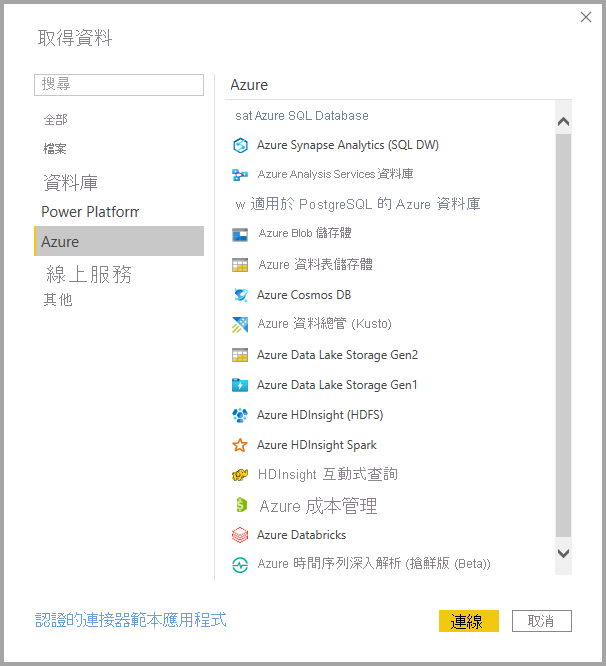 取得資料
搜尋
全部
檔案
資料庫
Power Platform
Azure
線上服務
其他
Azure
sat Azure SQL Database
Azure Synapse Analytics (SQL DW)
Azure Analysis Services 資料庫
w 適用於 PostgreSQL 的 Azure 資料庫
Azure Blob 儲存體
Azure 資料表儲存體
Azure Cosmos DB
Azure 資料總管 (Kusto)
Azure Data Lake Storage Gen2
Azure Data Lake Storage Gen1
Azure HDInsight (HDFS)
Azure HDInsight Spark
HDInsight 互動式查詢
Azure 成本管理
Azure Databricks
Azure 時間序列深入解析 (搶鮮版 (Beta))
認證的連接器範本應用程式
連線
取消